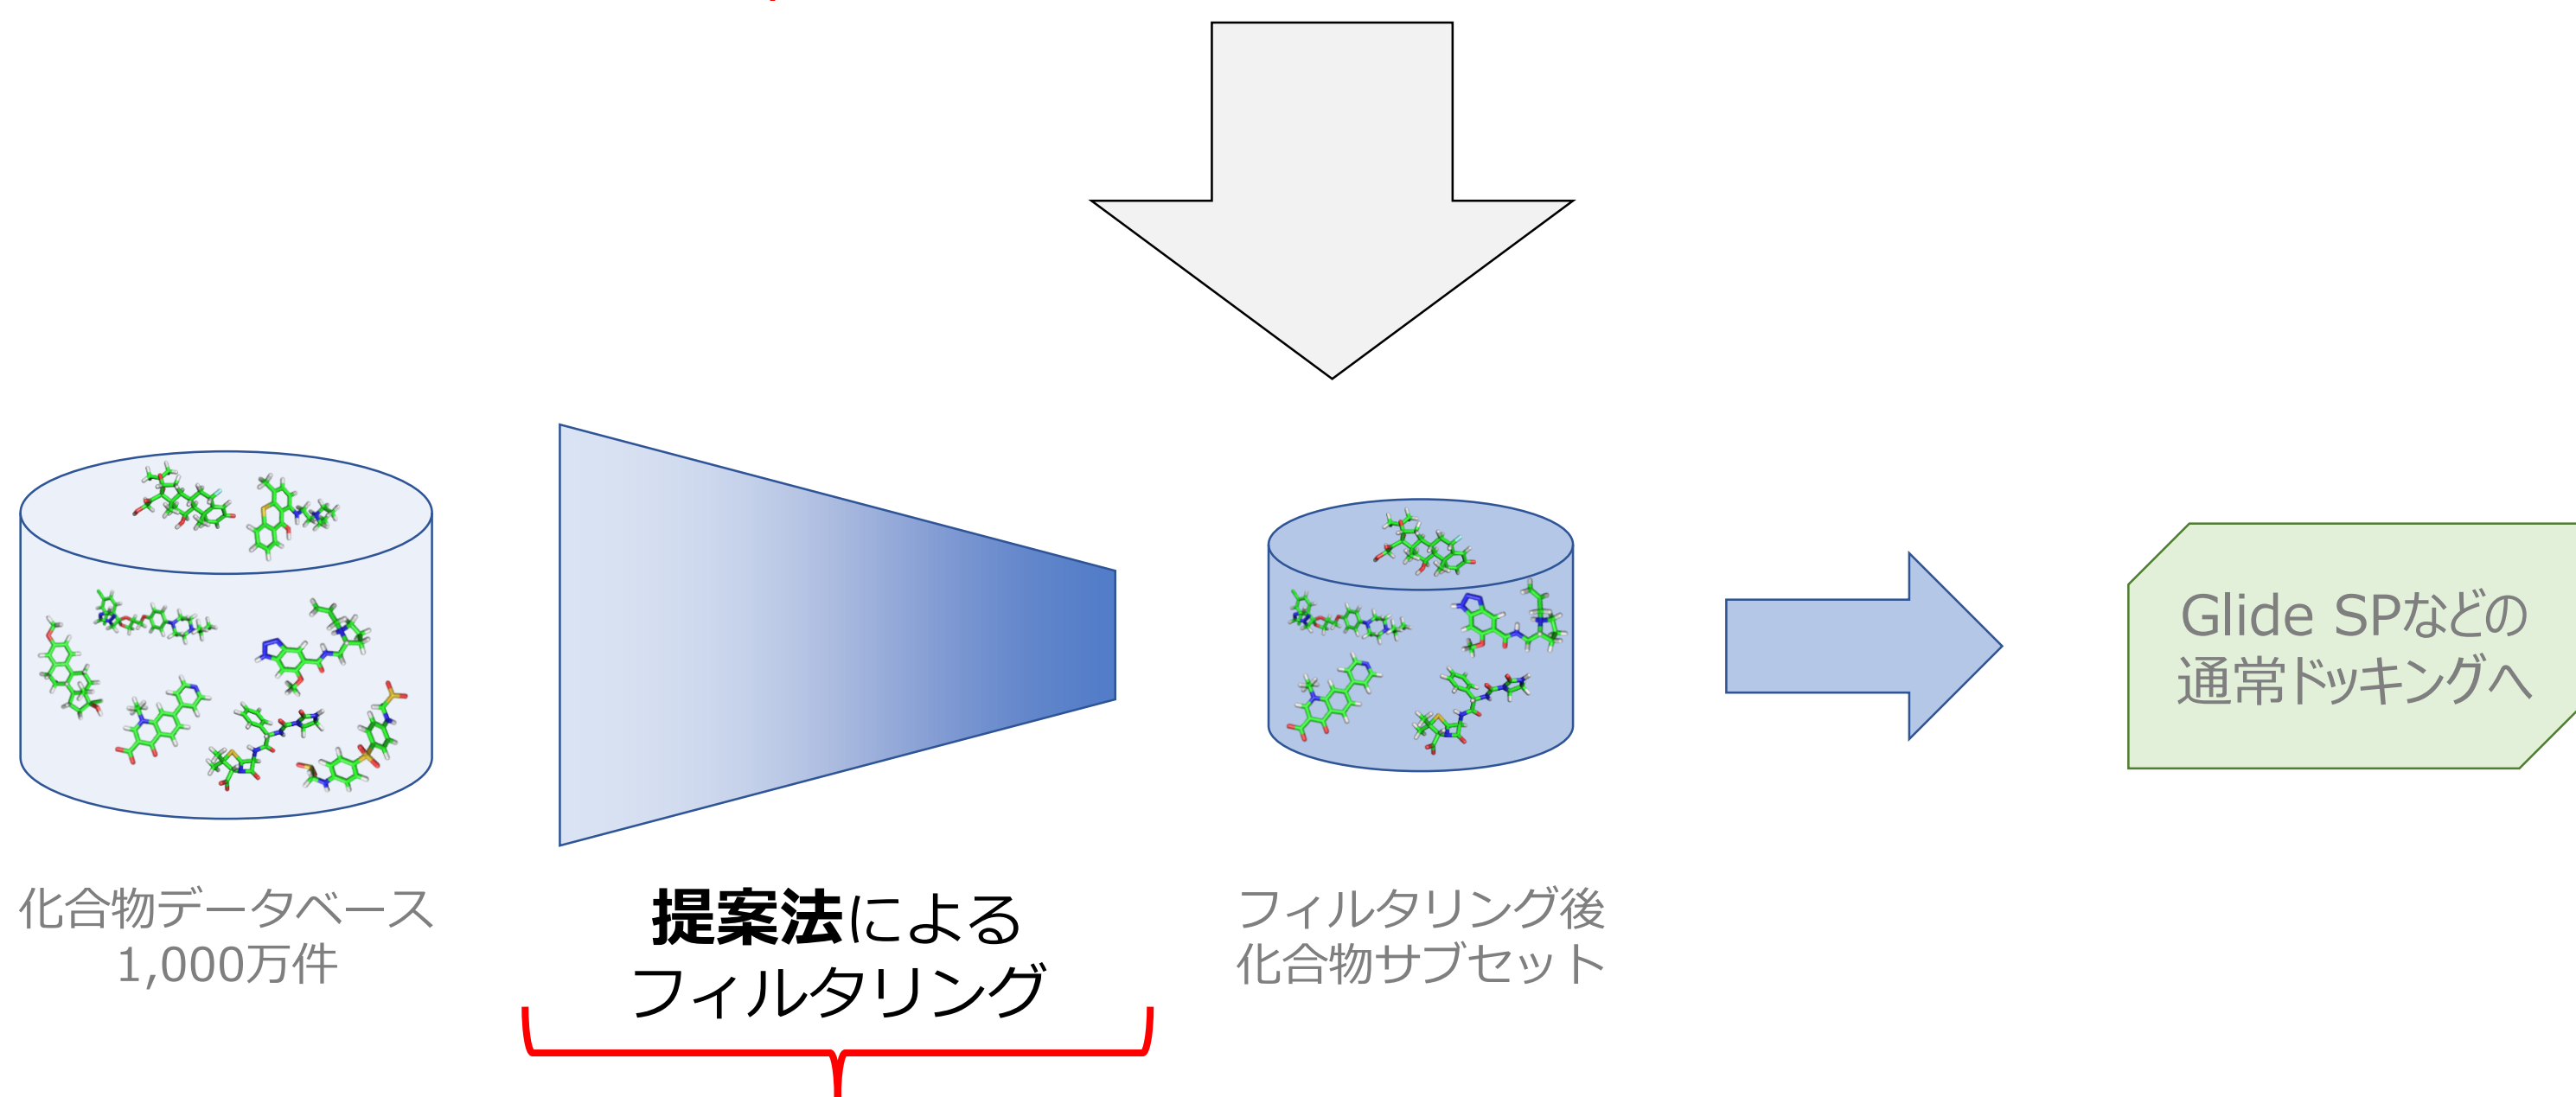 化合物データベース
1,000万件
提案法による
フィルタリング
フィルタリング後
化合物サブセット
Glide SPなどの
通常ドッキングへ